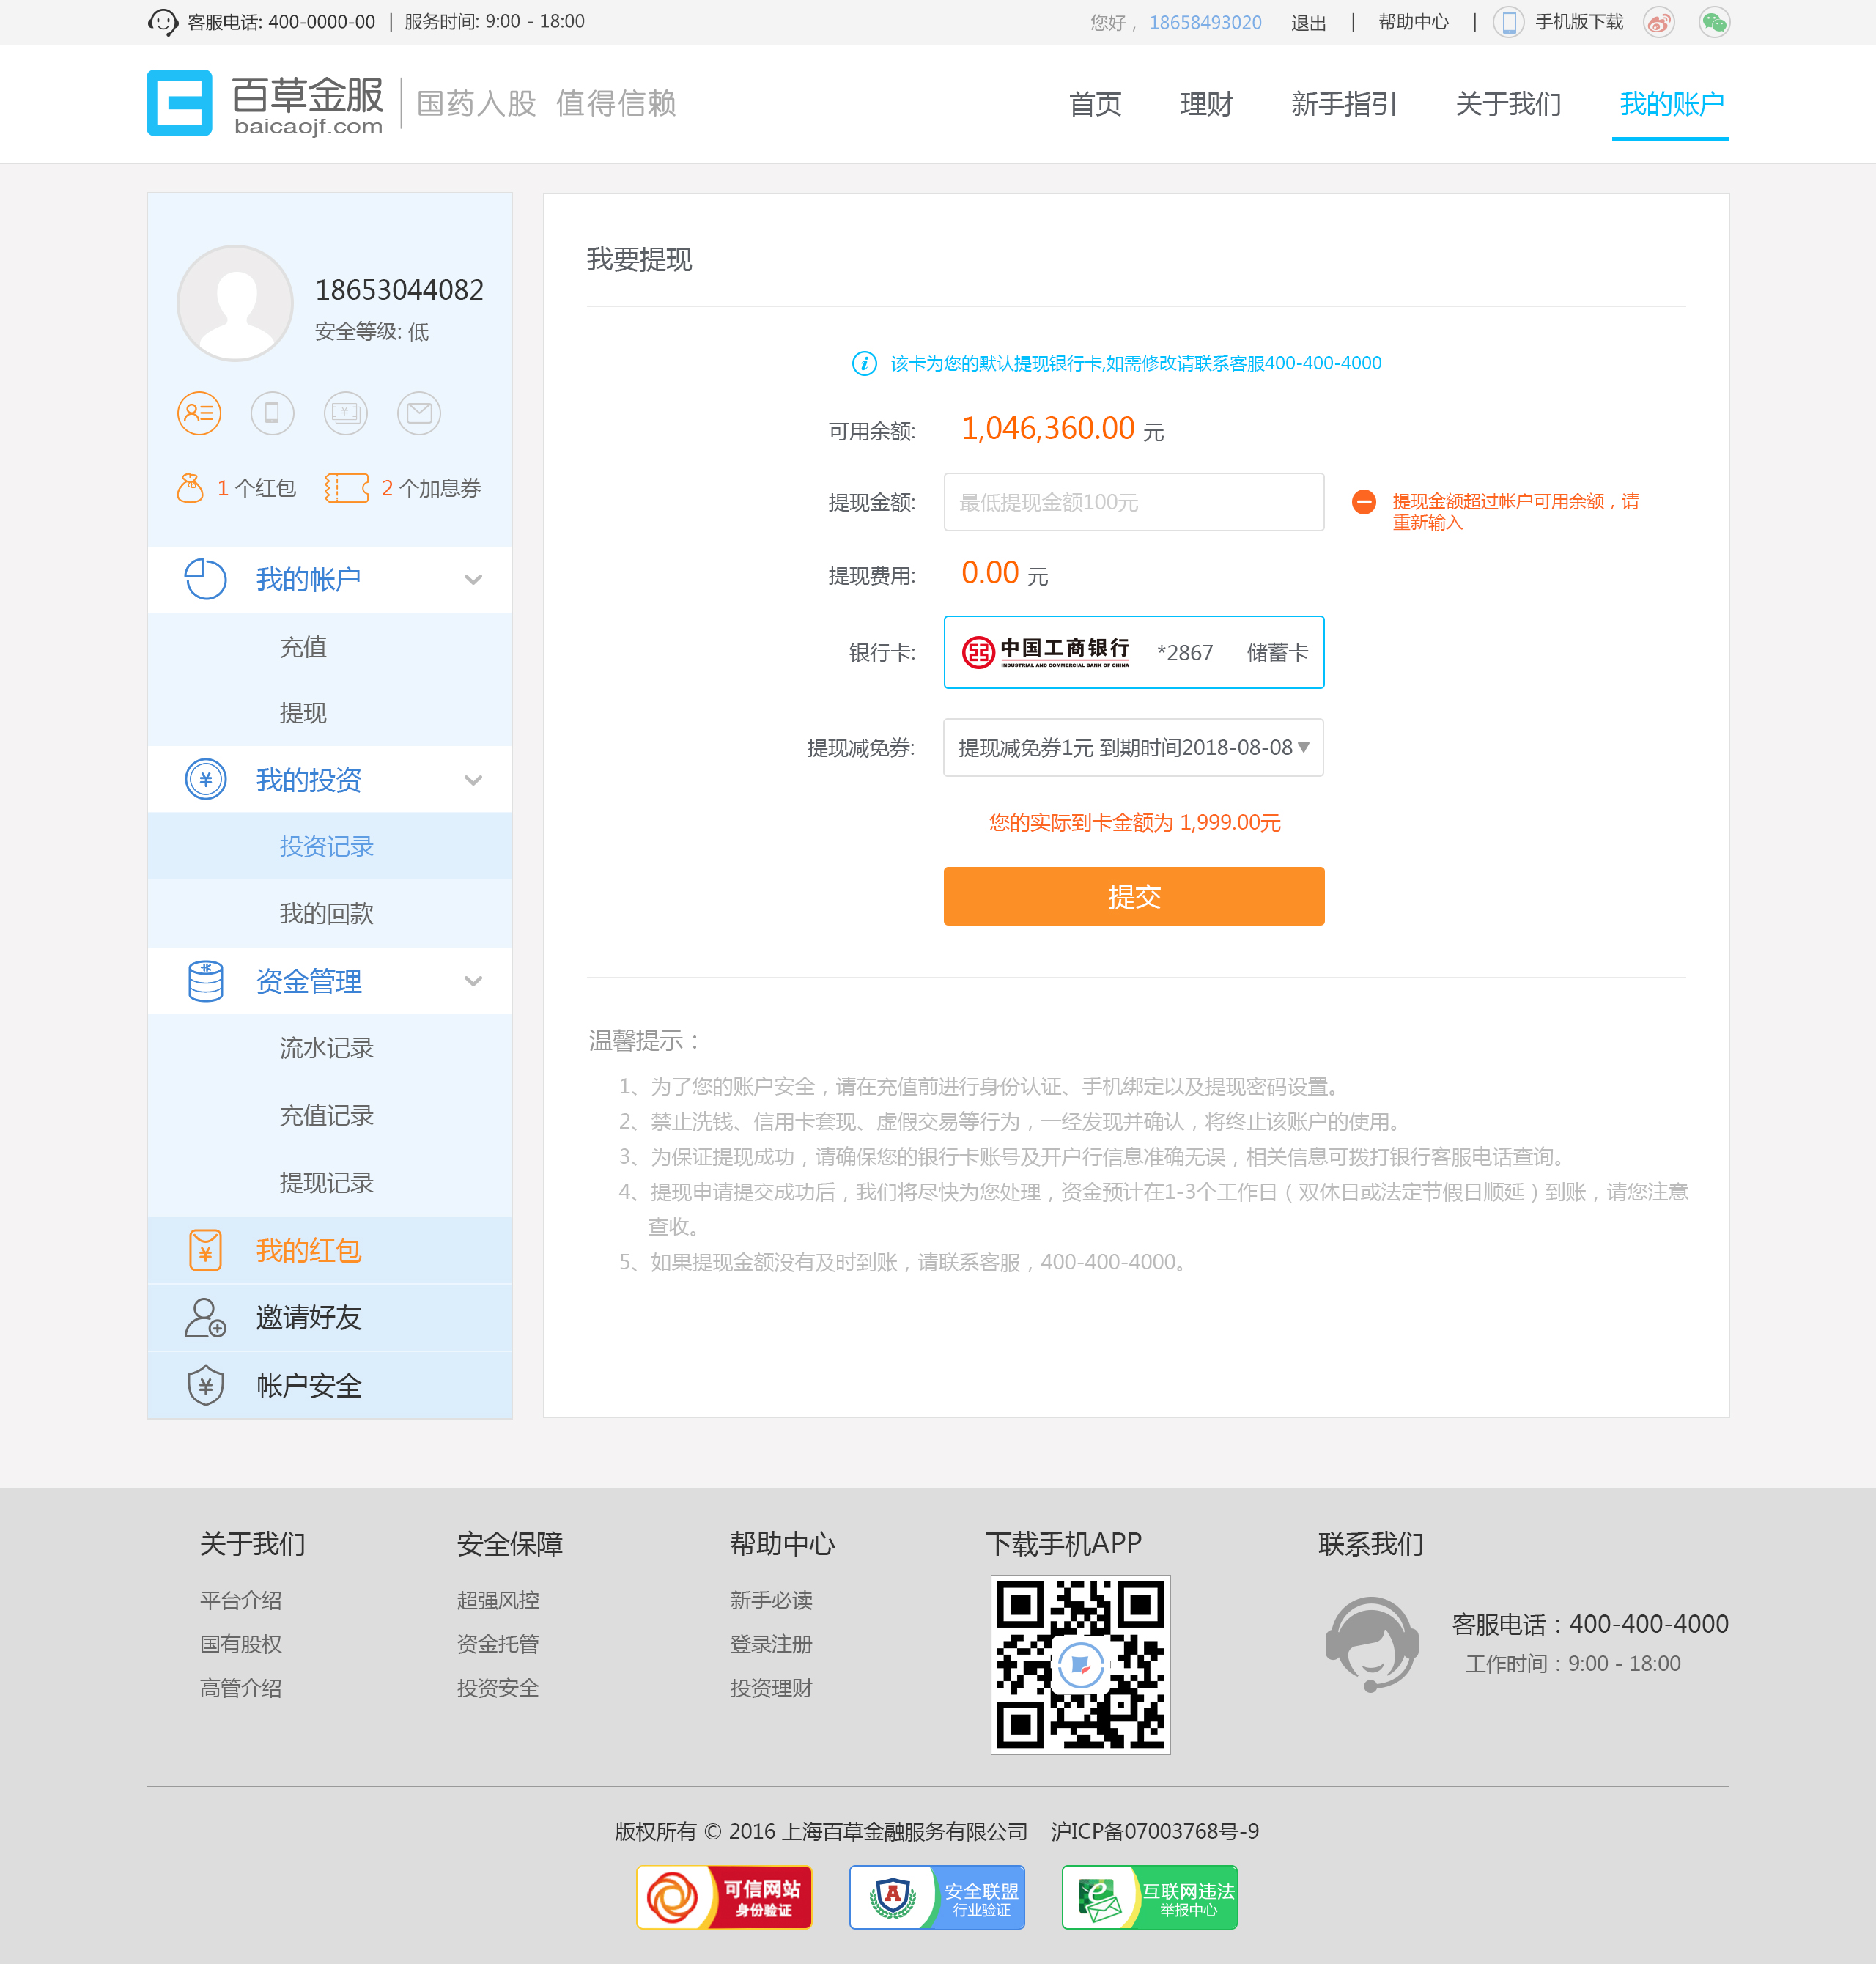 客服电话: 400-0000-00 | 服务时间: 9:00 - 18:00
您好， 18658493020 退出 | 帮助中心 | 手机版下载
百草金服
baicaojf.com
国药入股 值得信赖
首页 理财 新手指引 关于我们 我的账户
18653044082
安全等级: 低
1 个红包 2 个加息券
我的帐户
充值
提现
我的投资
投资记录
我的回款
资金管理
流水记录
充值记录
提现记录
我的红包
邀请好友
帐户安全
我要提现
该卡为您的默认提现银行卡,如需修改请联系客服400-400-4000
可用余额: 1,046,360.00 元
提现金额: 最低提现金额100元
提现金额超过帐户可用余额，请
重新输入
提现费用: 0.00 元
银行卡: 中国工商银行 *2867 储蓄卡
INDUSTRIAL AND COMMERCIAL BANK OF CHINA
提现减免券: 提现减免券1元 到期时间2018-08-08
您的实际到卡金额为 1,999.00元
提交
温馨提示：
1、为了您的账户安全，请在充值前进行身份认证、手机绑定以及提现密码设置。
2、禁止洗钱、信用卡套现、虚假交易等行为，一经发现并确认，将终止该账户的使用。
3、为保证提现成功，请确保您的银行卡账号及开户行信息准确无误，相关信息可拨打银行客服电话查询。
4、提现申请提交成功后，我们将尽快为您处理，资金预计在1-3个工作日（双休日或法定节假日顺延）到账，请您注意
查收。
5、如果提现金额没有及时到账，请联系客服，400-400-4000。
关于我们
平台介绍
国有股权
高管介绍
安全保障
超强风控
资金托管
投资安全
帮助中心
新手必读
登录注册
投资理财
下载手机APP
联系我们
客服电话：400-400-4000
工作时间：9:00 - 18:00
版权所有 © 2016 上海百草金融服务有限公司 沪ICP备07003768号-9
可信网站
身份验证
安全联盟
行业验证
互联网违法
举报中心